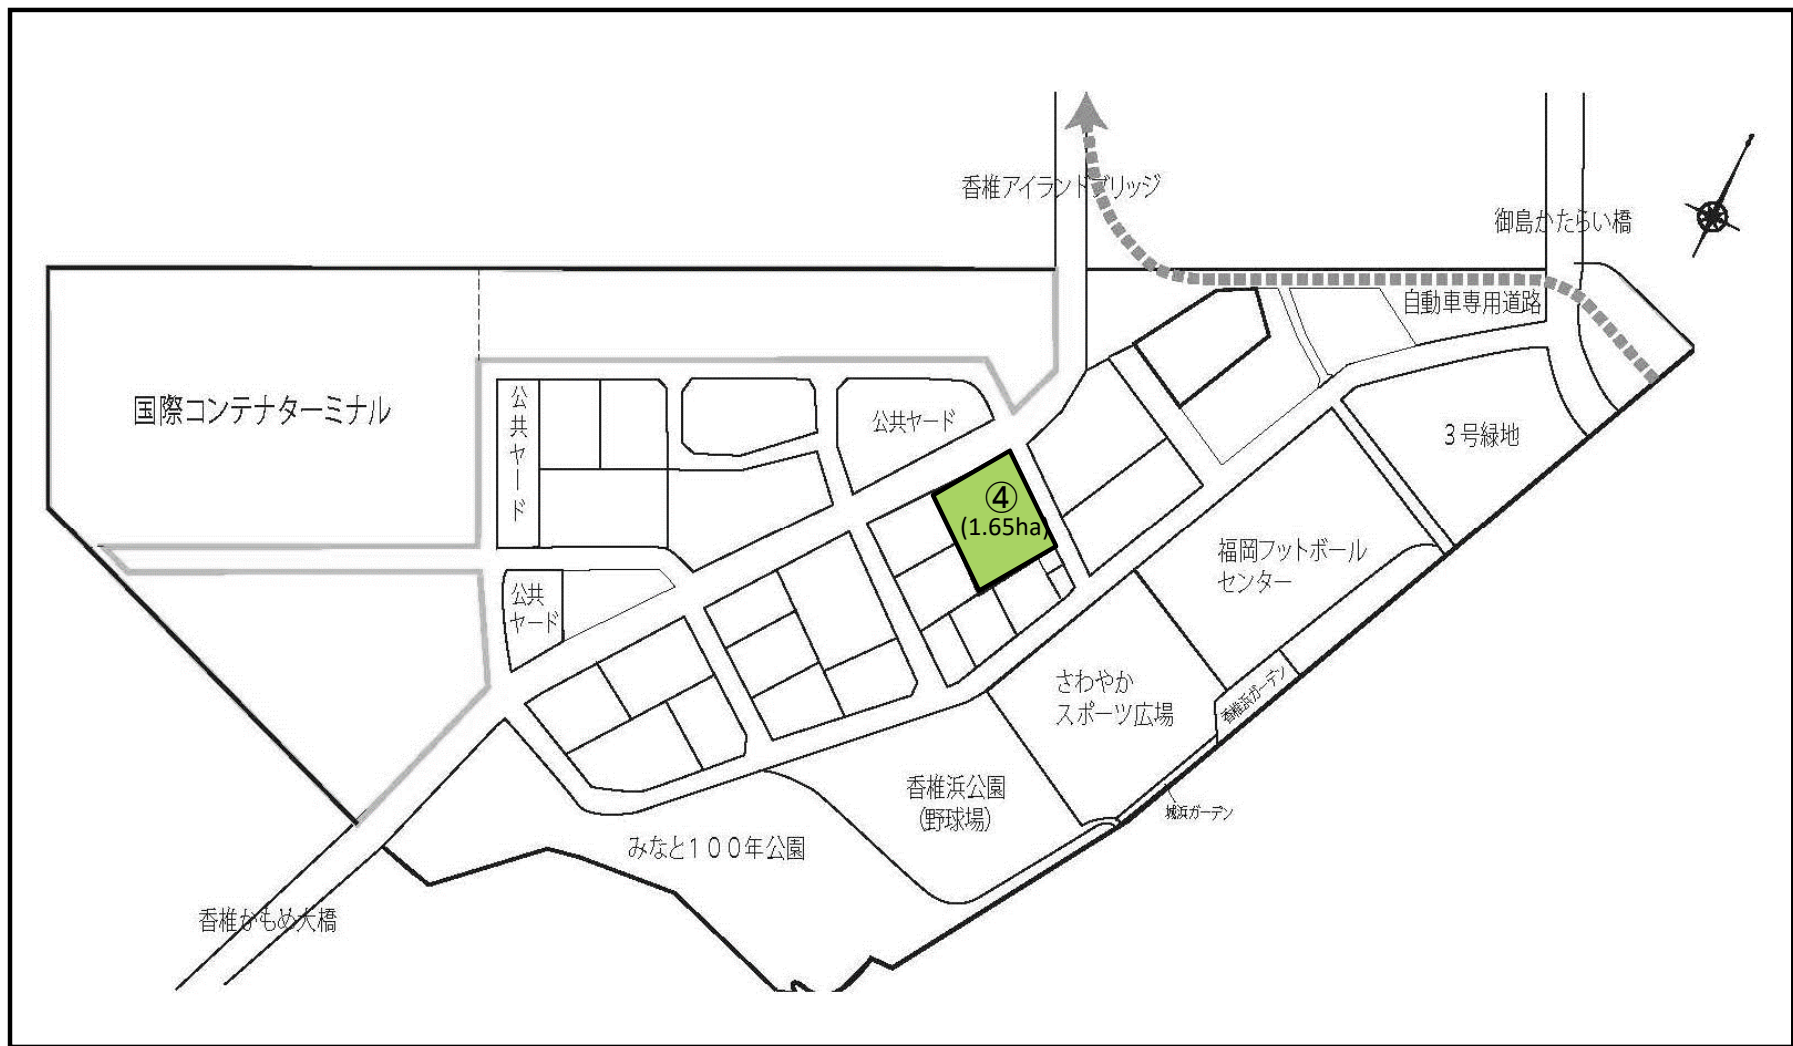 香椎アイランドブリッジ
御島かたらい橋
自動車専用道路
国際コンテナターミナル
公共ヤード
公共ヤード
3号緑地
④
(1.65ha)
福岡フットボール
センター
公共
ヤード
さわやか
スポーツ広場
香椎浜ガーデン
香椎浜公園
(野球場)
城浜ガーデン
みなと100年公園
香椎かもめ大橋